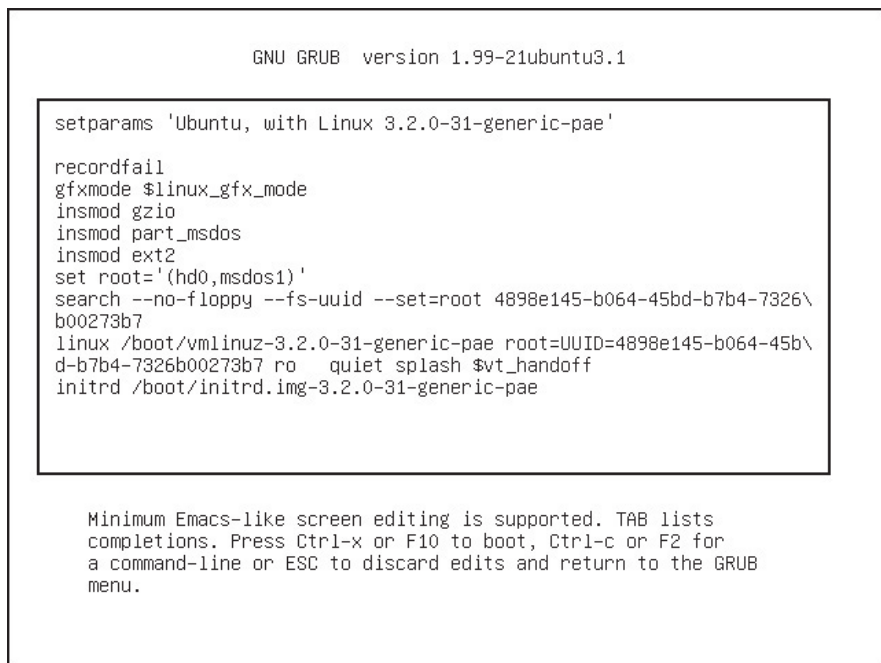 GNU GRUB  version 1.99-21ubuntu3.1
setparams 'Ubuntu, with Linux 3.2.0-31-generic-pae'
recordfail
gfxmode $linux_gfx_mode
insmod gzio
insmod part_msdos
insmod ext2
set root='(hd0,msdos1)'
search --no-floppy --fs-uuid --set=root 4898e145-b064-45bd-b7b4-7326\
b00273b7
linux /boot/vmlinuz-3.2.0-31-generic-pae root=UUID=4898e145-b064-45b\
d-b7b4-7326b00273b7 ro   quiet splash $vt_handoff
initrd /boot/initrd.img-3.2.0-31-generic-pae
Minimum Emacs-like screen editing is supported. TAB lists
completions. Press Ctrl-x or F10 to boot, Ctrl-c or F2 for
a command-line or ESC to discard edits and return to the GRUB
menu.